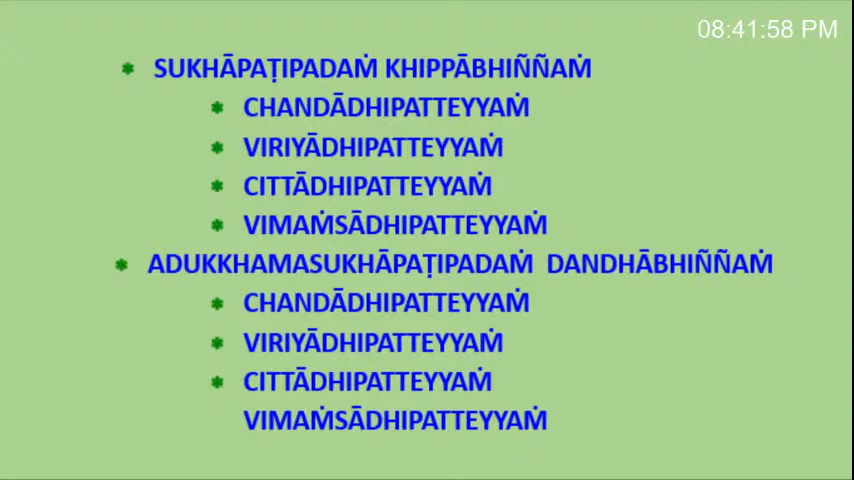 08:41:58 PM
SUKHĀPAṬIPADAṀ KHIPPĀBHIÑÑAṀ
CHANDĀDHIPATTEYYAṀ
VIRIYĀDHIPATTEYYAṀ
CITTĀDHIPATTEYYAṀ
VIMAṀSĀDHIPATTEYYAṀ
ADUKKHAMASUKHĀPAṬIPADAṀ DANDHĀBHIÑÑAṀ
CHANDĀDHIPATTEYYAṀ
VIRIYĀDHIPATTEYYAṀ
CITTĀDHIPATTEYYAṀ
VIMAṀSĀDHIPATTEYYAṀ